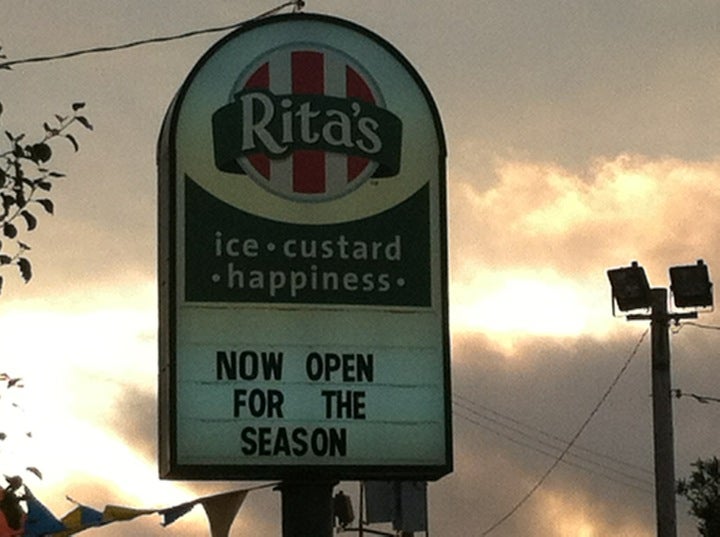 Rita's
ice • custard
• happiness •
NOW OPEN
FOR THE
SEASON